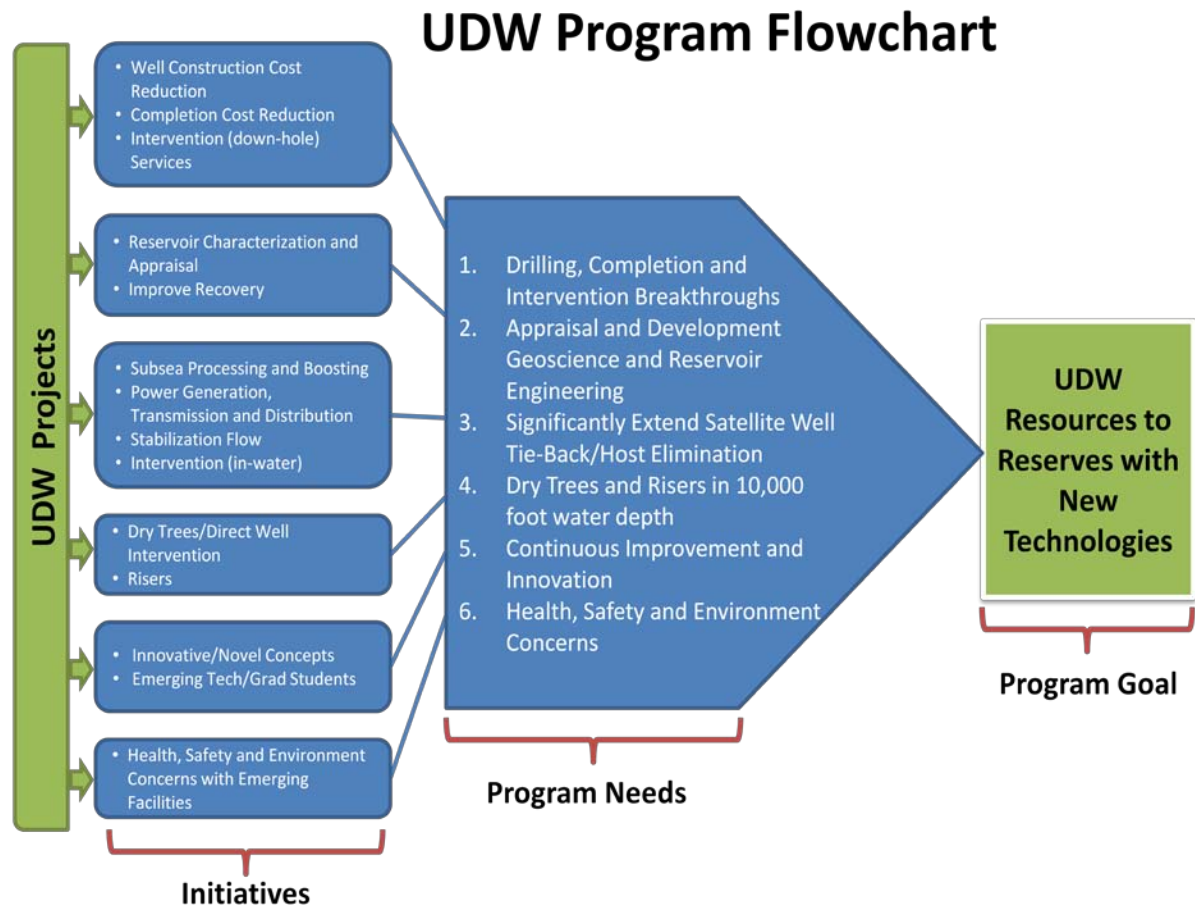 UDW Program Flowchart
UDW Projects
• Well Construction Cost
Reduction
• Completion Cost Reduction
• Intervention (down-hole)
Services
• Reservoir Characterization and
Appraisal
• Improve Recovery
• Subsea Processing and Boosting
• Power Generation,
Transmission and Distribution
• Stabilization Flow
• Intervention (in-water)
• Dry Trees/Direct Well
Intervention
• Risers
• Innovative/Novel Concepts
• Emerging Tech/Grad Students
• Health, Safety and Environment
Concerns with Emerging
Facilities
Initiatives
1. Drilling, Completion and
Intervention Breakthroughs
2. Appraisal and Development
Geoscience and Reservoir
Engineering
3. Significantly Extend Satellite Well
Tie-Back/Host Elimination
4. Dry Trees and Risers in 10,000
foot water depth
5. Continuous Improvement and
Innovation
6. Health, Safety and Environment
Concerns
Program Needs
UDW
Resources to
Reserves with
New
Technologies
Program Goal